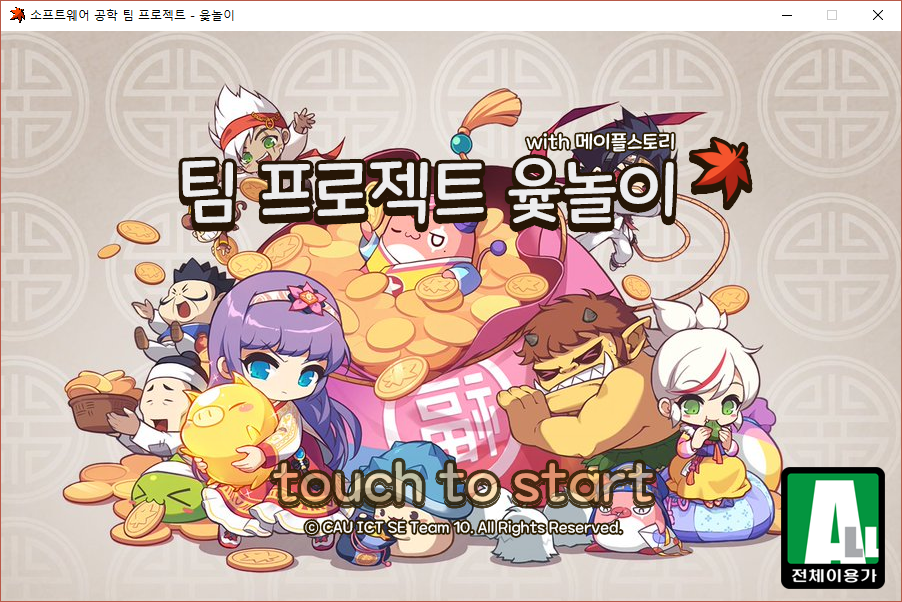 소프트웨어 공학 팀 프로젝트 - 윷놀이
with 메이플스토리
팀 프로젝트 윷놀이
福
touch to start
© CAU ICT SE Team 10. All Rights Reserved.
ALL
전체이용가